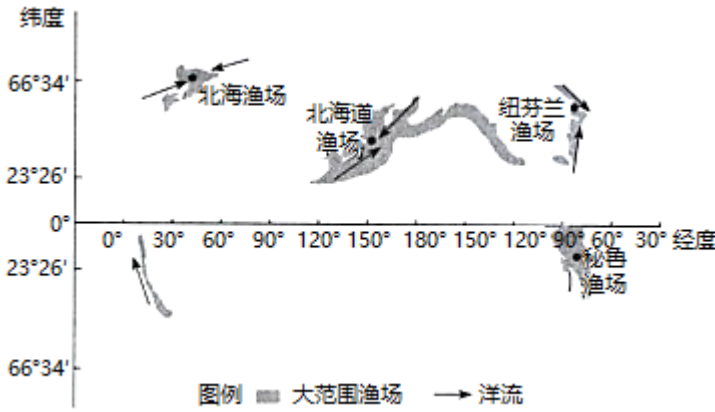 纬度
66°34'
北海渔场
北海道
渔场
纽芬兰
渔场
23°26'
0°
0° 30° 60° 90° 120° 150° 180° 150° 120° 90° 60° 30° 经度
23°26'
秘鲁
渔场
66°34'
图例 大范围渔场 洋流